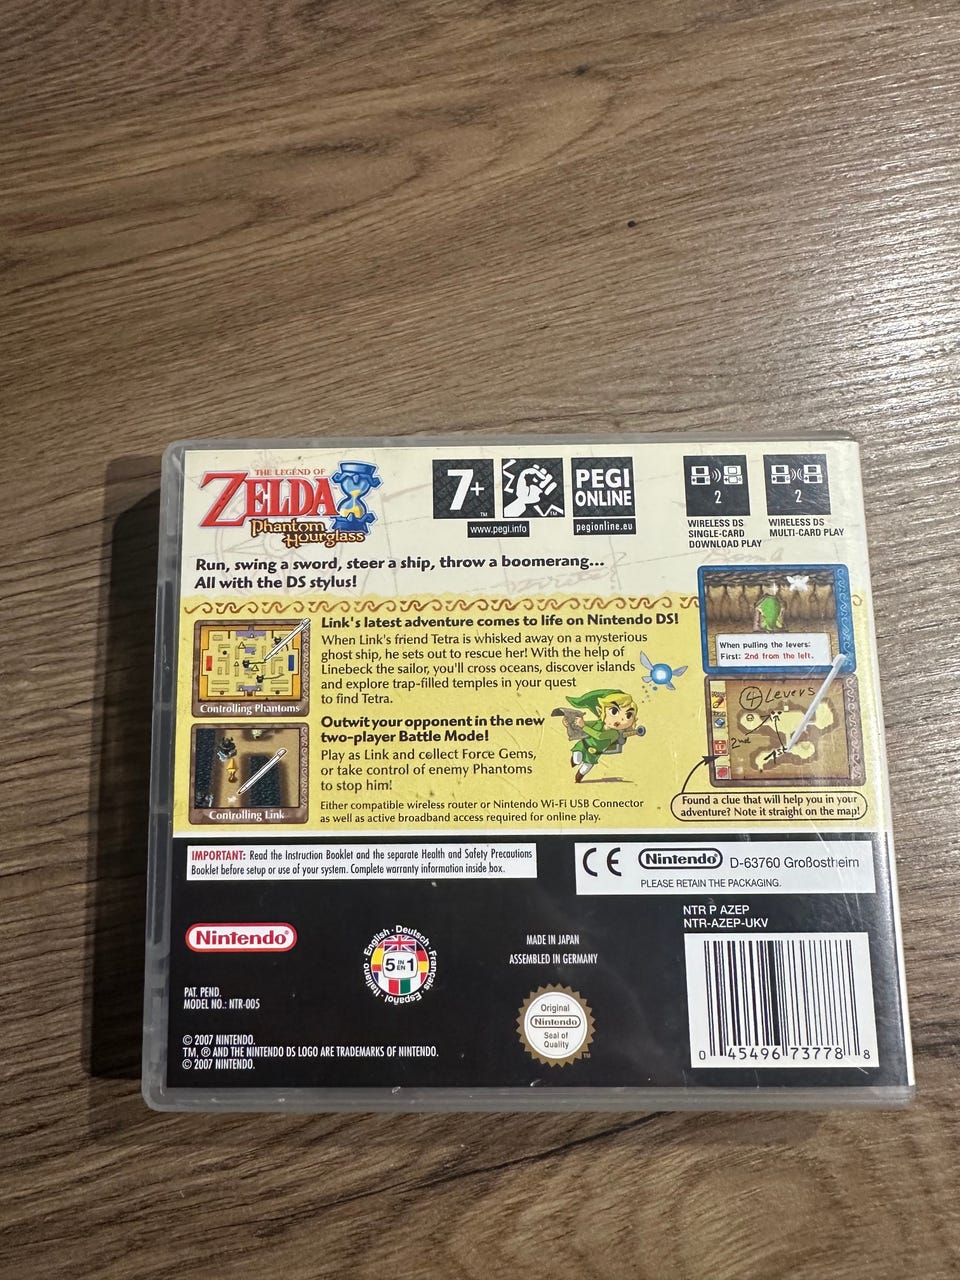 THE LEGEND OF
ZELDA
Phantom
Hourglass
7+
TM
www.pegi.info
TM
PEGI
ONLINE
pegionline.eu
2
WIRELESS DS
SINGLE-CARD
DOWNLOAD PLAY
2
WIRELESS DS
MULTI-CARD PLAY
Run, swing a sword, steer a ship, throw a boomerang...
All with the DS stylus!
Controlling Phantoms
Controlling Link
Link's latest adventure comes to life on Nintendo DS!
When Link's friend Tetra is whisked away on a mysterious
ghost ship, he sets out to rescue her! With the help of
Linebeck the sailor, you'll cross oceans, discover islands
and explore trap-filled temples in your quest
to find Tetra.
Outwit your opponent in the new
two-player Battle Mode!
Play as Link and collect Force Gems,
or take control of enemy Phantoms
to stop him!
Either compatible wireless router or Nintendo Wi-Fi USB Connector
as well as active broadband access required for online play.
When pulling the levers:
First: 2nd from the left.
4 Levers
2nd
1st
Found a clue that will help you in your
adventure? Note it straight on the map!
IMPORTANT: Read the Instruction Booklet and the separate Health and Safety Precautions
Booklet before setup or use of your system. Complete warranty information inside box.
CE Nintendo D-63760 Großostheim
PLEASE RETAIN THE PACKAGING.
NTR P AZEP
NTR-AZEP-UKV
Nintendo
English · Deutsch · Français · Español · Italiano
5 IN EN 1
MADE IN JAPAN
ASSEMBLED IN GERMANY
PAT. PEND.
MODEL NO.: NTR-005
Original
Nintendo
Seal of
Quality
TM
© 2007 NINTENDO.
TM, ® AND THE NINTENDO DS LOGO ARE TRADEMARKS OF NINTENDO.
© 2007 NINTENDO.
0 45496 73778 8